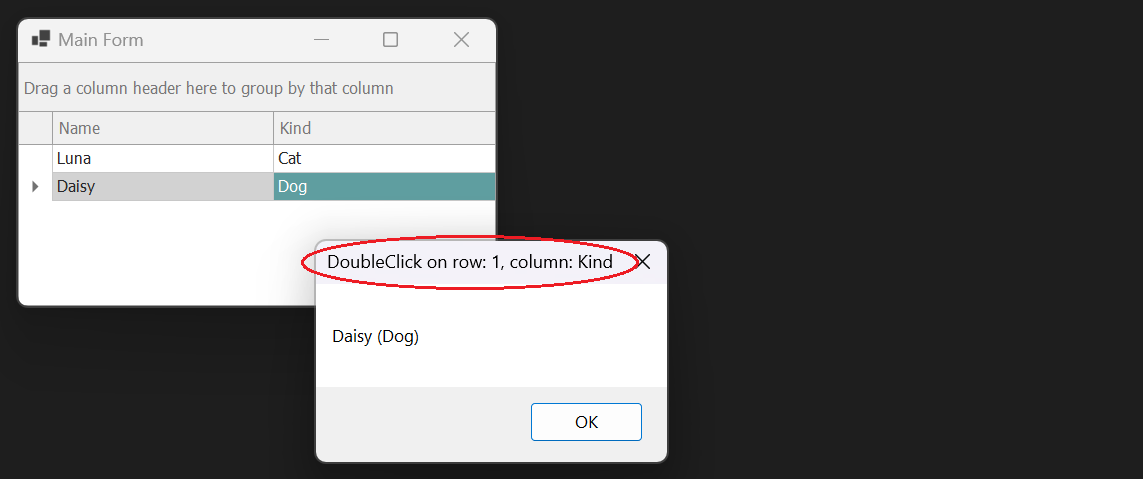 Main Form
Drag a column header here to group by that column
Name Kind
Luna Cat
Daisy Dog
DoubleClick on row: 1, column: Kind
Daisy (Dog)
OK